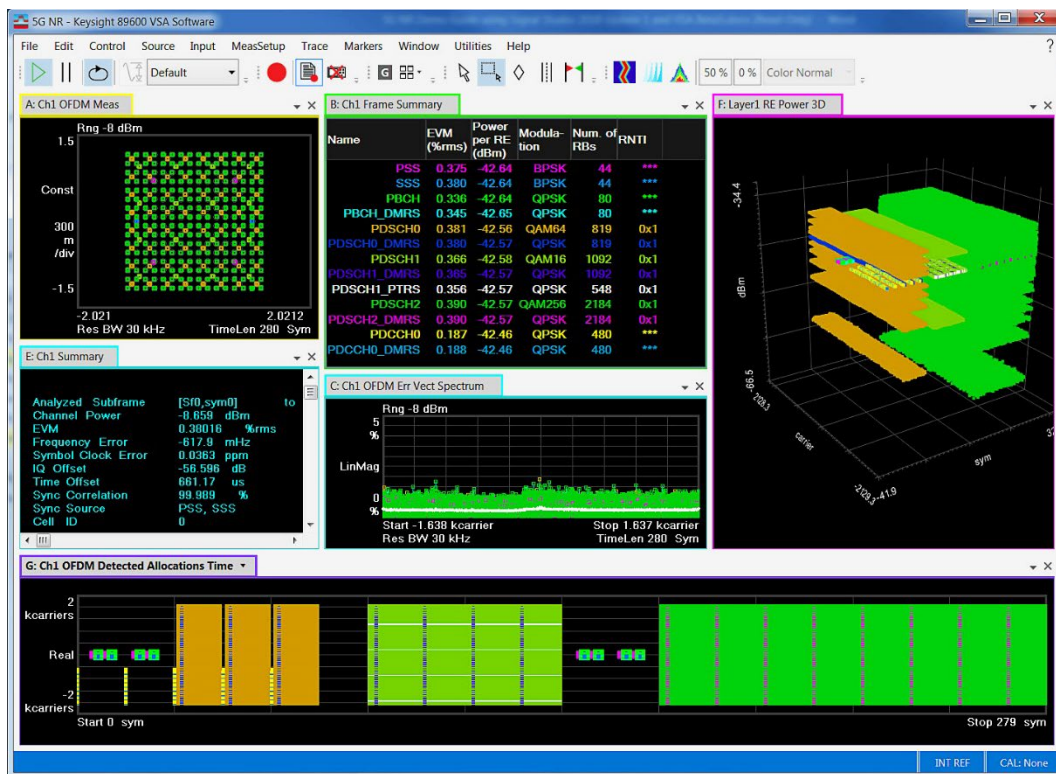 5G NR - Keysight 89600 VSA Software
File Edit Control Source Input MeasSetup Trace Markers Window Utilities Help ?
Default G 50 % 0 % Color Normal
A: Ch1 OFDM Meas
Rng -8 dBm
1.5
Const
300
m
/div
-1.5
-2.021 2.0212
Res BW 30 kHz TimeLen 280 Sym
B: Ch1 Frame Summary
Name EVM (%rms) Power per RE (dBm) Modula-tion Num. of RBs RNTI
PSS 0.375 -42.64 BPSK 44 ***
SSS 0.380 -42.64 BPSK 44 ***
PBCH 0.336 -42.64 QPSK 80 ***
PBCH_DMRS 0.345 -42.65 QPSK 80 ***
PDSCH0 0.381 -42.56 QAM64 819 0x1
PDSCH0_DMRS 0.380 -42.57 QPSK 819 0x1
PDSCH1 0.366 -42.58 QAM16 1092 0x1
PDSCH1_DMRS 0.365 -42.57 QPSK 1092 0x1
PDSCH1_PTRS 0.356 -42.57 QPSK 548 0x1
PDSCH2 0.390 -42.57 QAM256 2184 0x1
PDSCH2_DMRS 0.390 -42.57 QPSK 2184 0x1
PDCCH0 0.187 -42.46 QPSK 480 ***
PDCCH0_DMRS 0.188 -42.46 QPSK 480 ***
F: Layer1 RE Power 3D
-34.4
dBm
-66.5
-2128.3
carrier
-2128.3
-41.9
sym
E: Ch1 Summary
Analyzed Subframe [Sf0,sym0] to
Channel Power -8.659 dBm
EVM 0.38016 %rms
Frequency Error -617.9 mHz
Symbol Clock Error 0.0363 ppm
IQ Offset -56.596 dB
Time Offset 661.17 us
Sync Correlation 99.989 %
Sync Source PSS, SSS
Cell ID 0
C: Ch1 OFDM Err Vect Spectrum
Rng -8 dBm
5
%
LinMag
0
%
Start -1.638 kcarrier Stop 1.637 kcarrier
Res BW 30 kHz TimeLen 280 Sym
G: Ch1 OFDM Detected Allocations Time
2
kcarriers
Real
-2
kcarriers
Start 0 sym Stop 279 sym
INT REF CAL: None